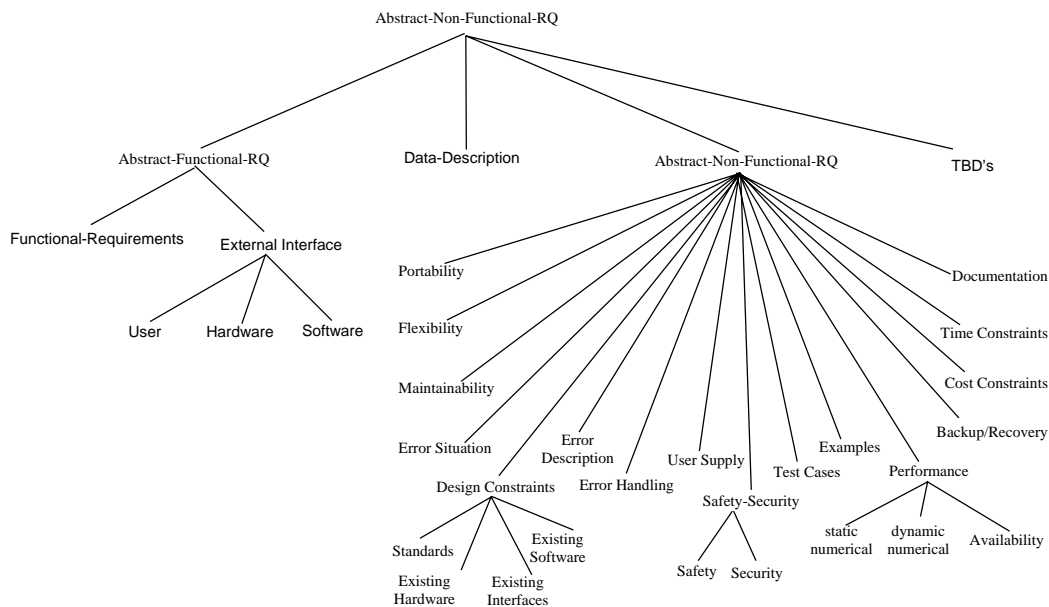 Abstract-Non-Functional-RQ
Abstract-Functional-RQ
Data-Description
Abstract-Non-Functional-RQ
TBD's
Functional-Requirements
External Interface
User
Hardware
Software
Portability
Documentation
Flexibility
Time Constraints
Maintainability
Cost Constraints
Error Situation
Error
Description
User Supply
Examples
Backup/Recovery
Design Constraints
Error Handling
Safety-Security
Test Cases
Performance
Standards
Existing
Hardware
Existing
Interfaces
Existing
Software
Safety
Security
static
numerical
dynamic
numerical
Availability